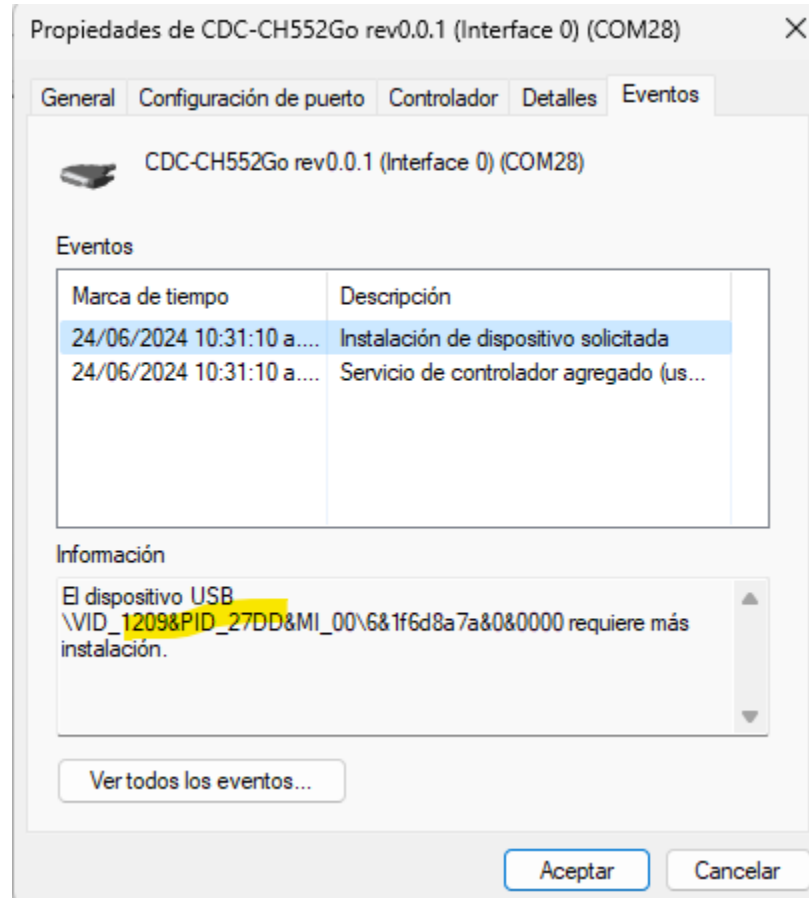 Propiedades de CDC-CH552Go rev0.0.1 (Interface 0) (COM28)
General Configuración de puerto Controlador Detalles Eventos
CDC-CH552Go rev0.0.1 (Interface 0) (COM28)
Eventos
Marca de tiempo Descripción
24/06/2024 10:31:10 a.... Instalación de dispositivo solicitada
24/06/2024 10:31:10 a.... Servicio de controlador agregado (us...
Información
El dispositivo USB
\VID_1209&PID_27DD&MI_00\6&1f6d8a7a&0&0000 requiere más
instalación.
Ver todos los eventos...
Aceptar Cancelar